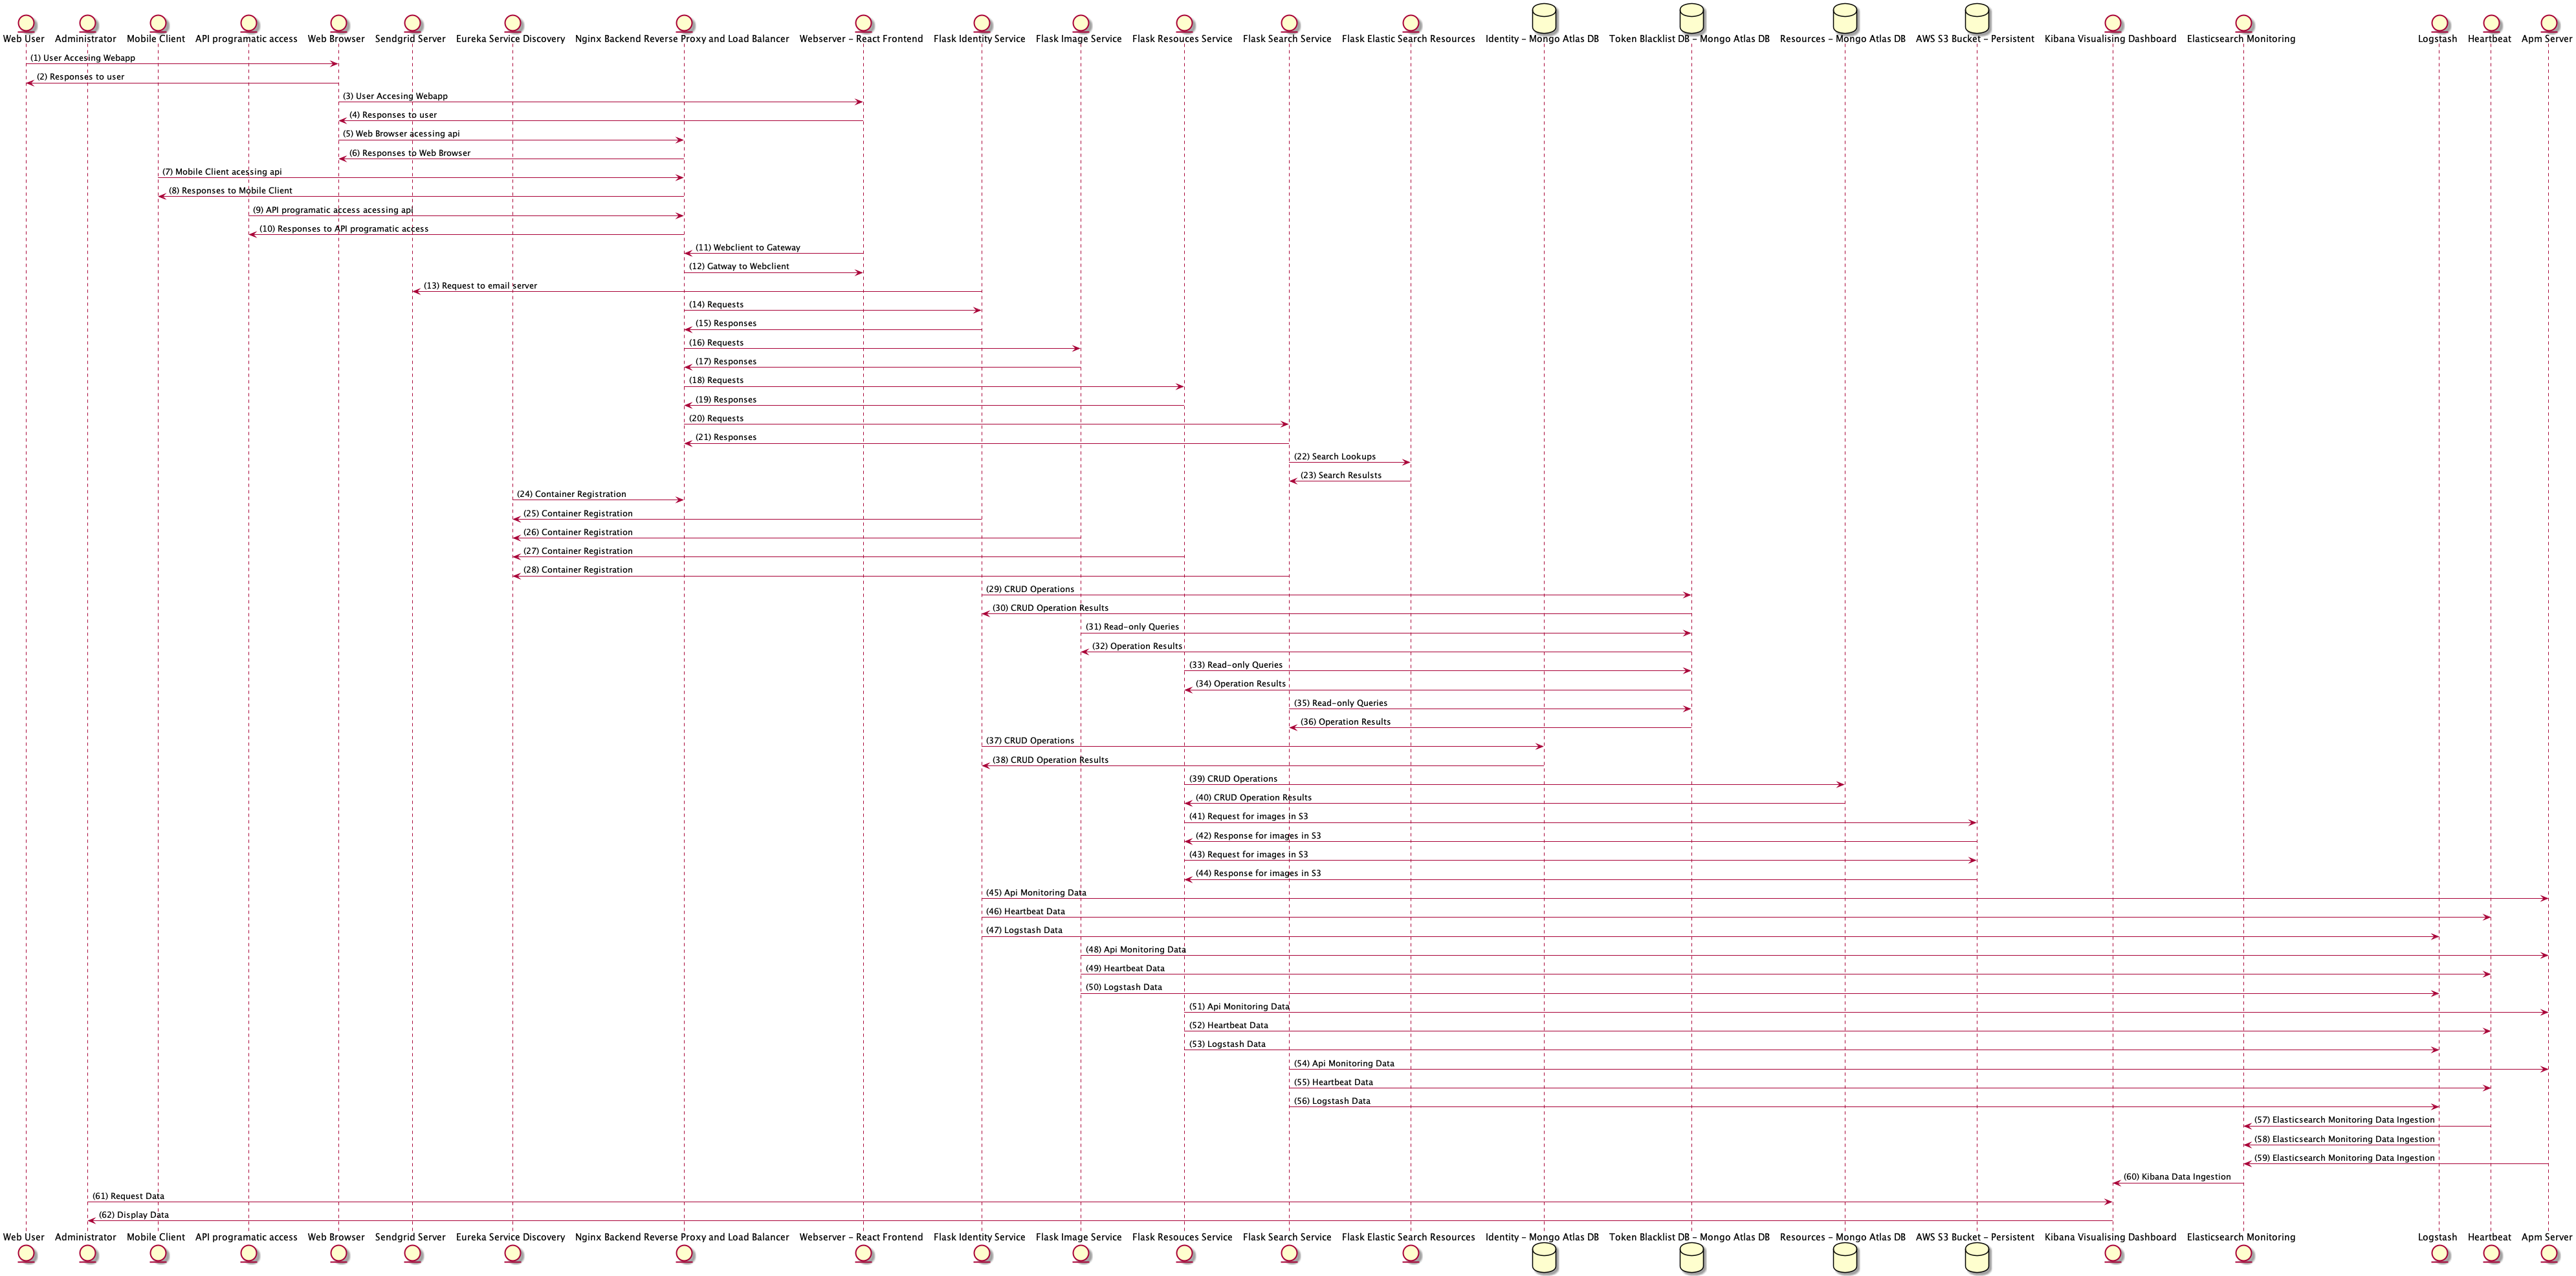 Web User Administrator Mobile Client API programatic access Web Browser Sendgrid Server Eureka Service Discovery Nginx Backend Reverse Proxy and Load Balancer Webserver - React Frontend Flask Identity Service Flask Image Service Flask Resouces Service Flask Search Service Flask Elastic Search Resources Identity - Mongo Atlas DB Token Blacklist DB - Mongo Atlas DB Resources - Mongo Atlas DB AWS S3 Bucket - Persistent Kibana Visualising Dashboard Elasticsearch Monitoring Logstash Heartbeat Apm Server
(1) User Accesing Webapp
(2) Responses to user
(3) User Accesing Webapp
(4) Responses to user
(5) Web Browser acessing api
(6) Responses to Web Browser
(7) Mobile Client acessing api
(8) Responses to Mobile Client
(9) API programatic access acessing api
(10) Responses to API programatic access
(11) Webclient to Gateway
(12) Gatway to Webclient
(13) Request to email server
(14) Requests
(15) Responses
(16) Requests
(17) Responses
(18) Requests
(19) Responses
(20) Requests
(21) Responses
(22) Search Lookups
(23) Search Resulsts
(24) Container Registration
(25) Container Registration
(26) Container Registration
(27) Container Registration
(28) Container Registration
(29) CRUD Operations
(30) CRUD Operation Results
(31) Read-only Queries
(32) Operation Results
(33) Read-only Queries
(34) Operation Results
(35) Read-only Queries
(36) Operation Results
(37) CRUD Operations
(38) CRUD Operation Results
(39) CRUD Operations
(40) CRUD Operation Results
(41) Request for images in S3
(42) Response for images in S3
(43) Request for images in S3
(44) Response for images in S3
(45) Api Monitoring Data
(46) Heartbeat Data
(47) Logstash Data
(48) Api Monitoring Data
(49) Heartbeat Data
(50) Logstash Data
(51) Api Monitoring Data
(52) Heartbeat Data
(53) Logstash Data
(54) Api Monitoring Data
(55) Heartbeat Data
(56) Logstash Data
(57) Elasticsearch Monitoring Data Ingestion
(58) Elasticsearch Monitoring Data Ingestion
(59) Elasticsearch Monitoring Data Ingestion
(60) Kibana Data Ingestion
(61) Request Data
(62) Display Data
Web User Administrator Mobile Client API programatic access Web Browser Sendgrid Server Eureka Service Discovery Nginx Backend Reverse Proxy and Load Balancer Webserver - React Frontend Flask Identity Service Flask Image Service Flask Resouces Service Flask Search Service Flask Elastic Search Resources Identity - Mongo Atlas DB Token Blacklist DB - Mongo Atlas DB Resources - Mongo Atlas DB AWS S3 Bucket - Persistent Kibana Visualising Dashboard Elasticsearch Monitoring Logstash Heartbeat Apm Server